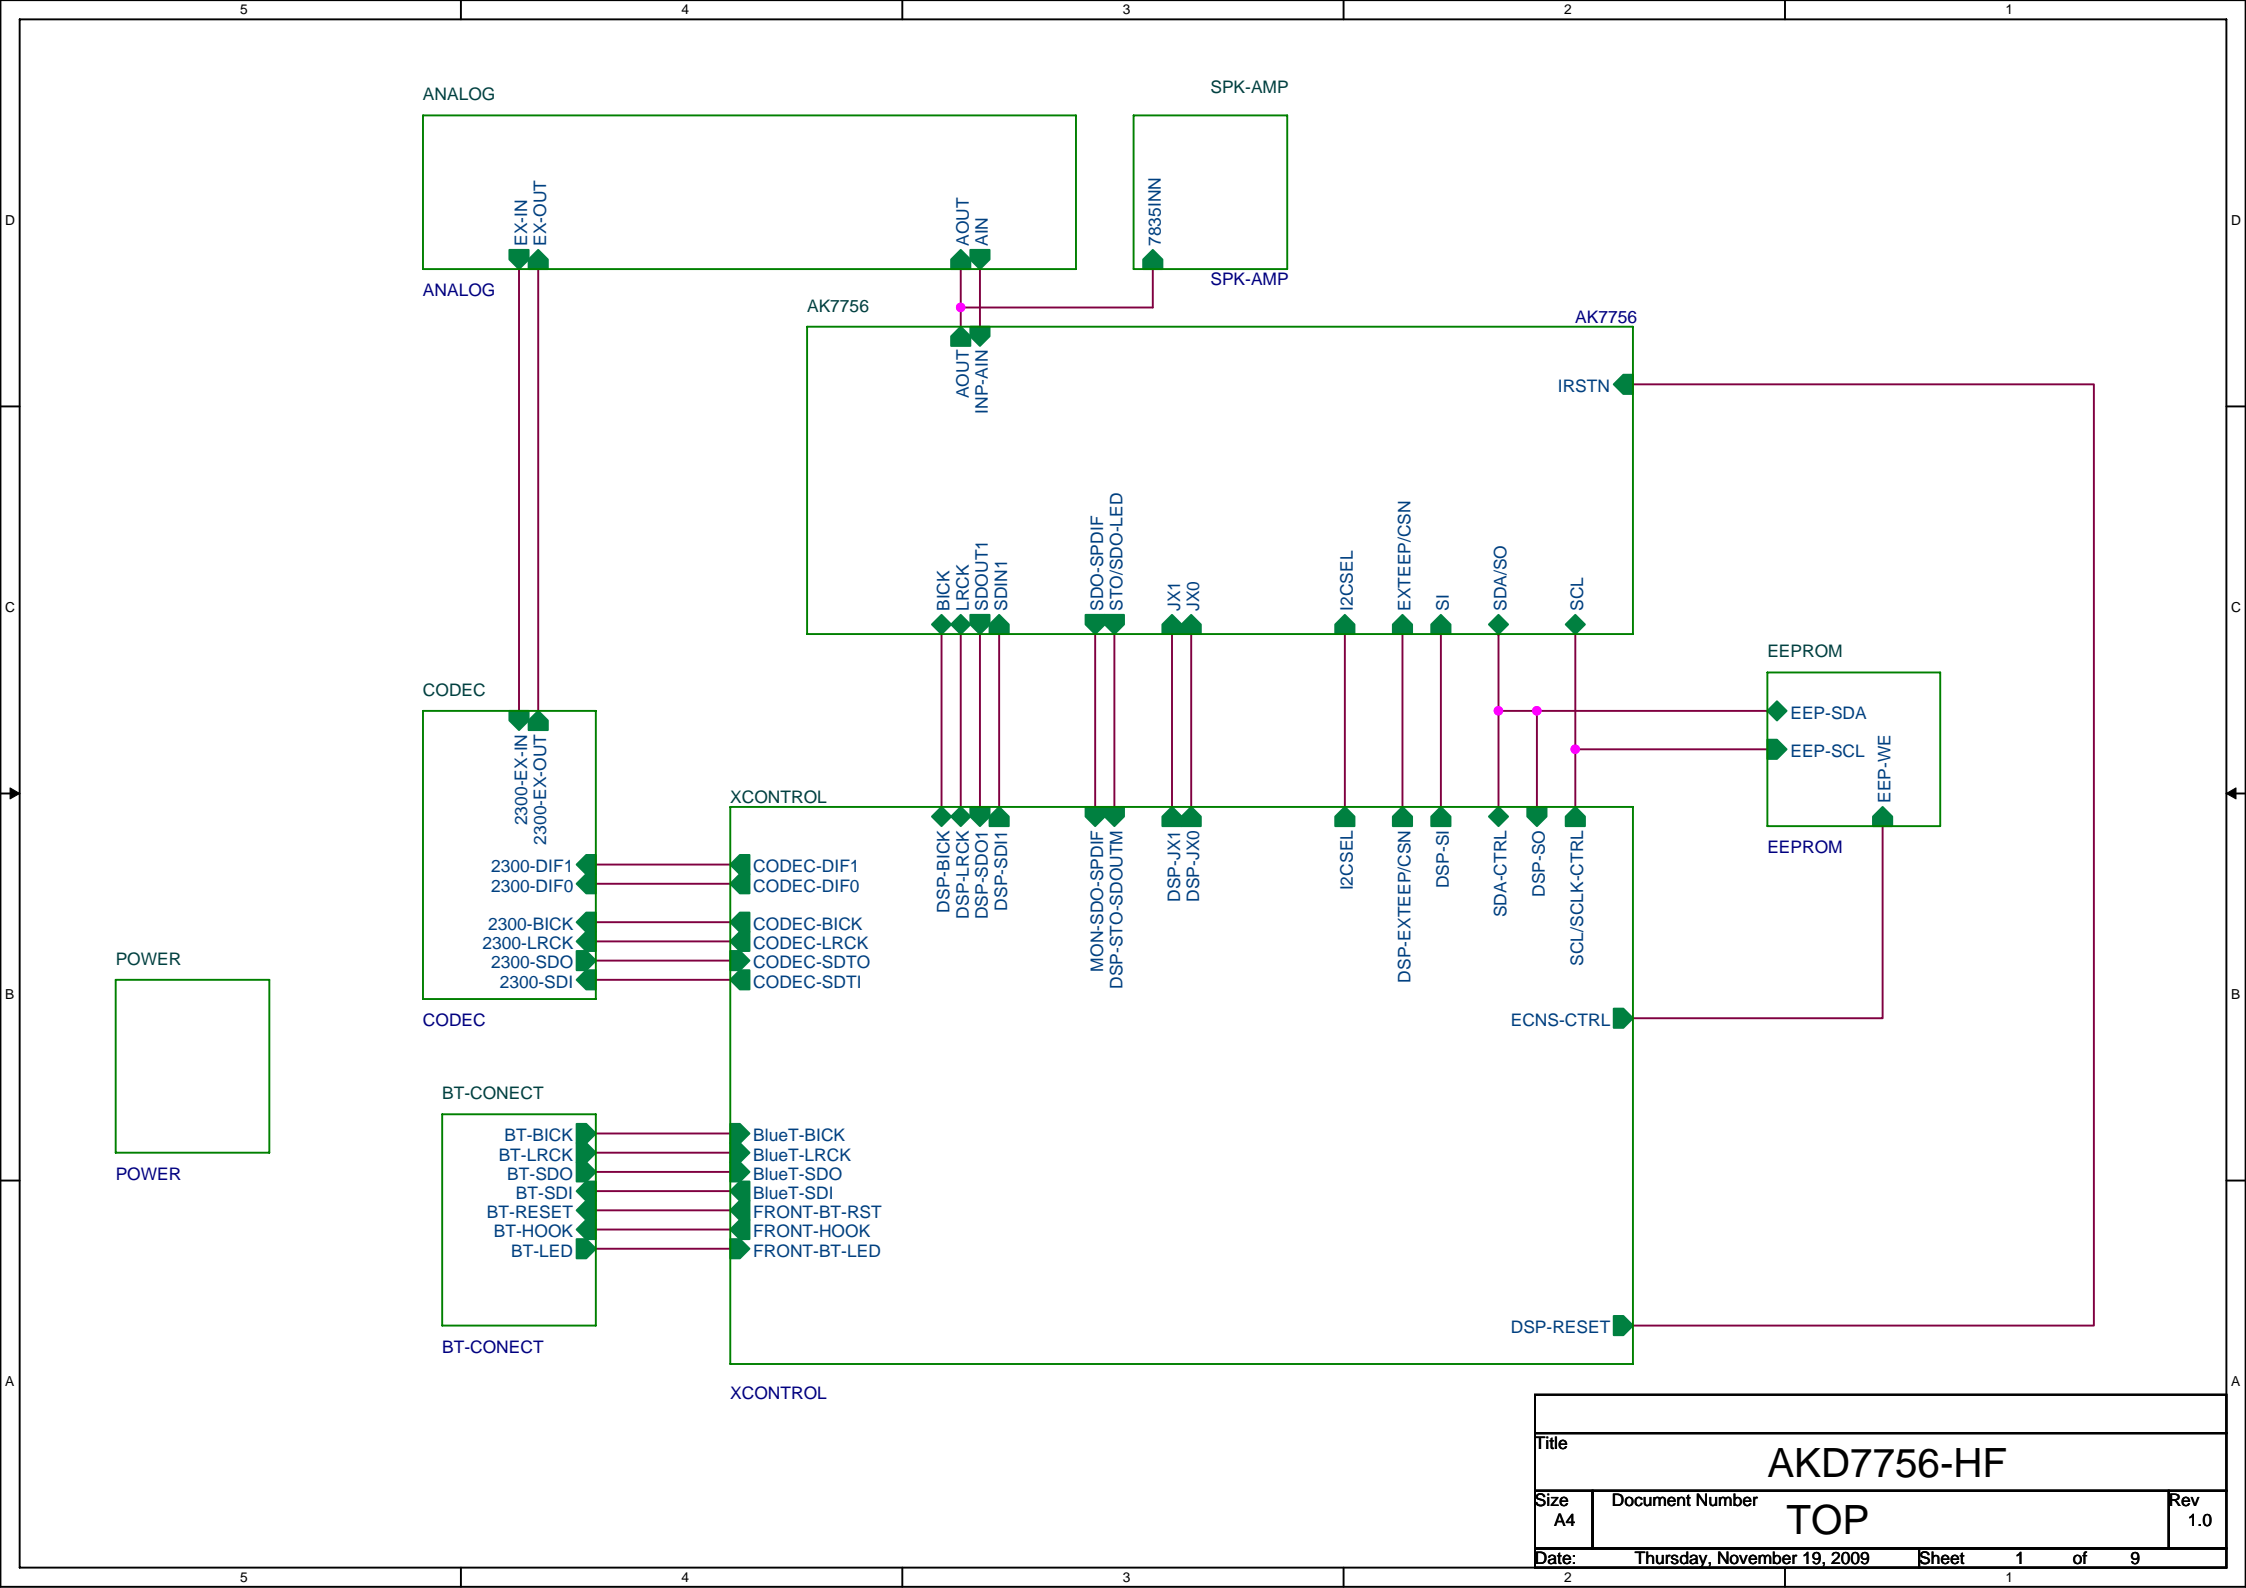 5
4
3
2
1
D
D
C
C
B
B
A
A
ANALOG
EX-IN
EX-OUT
AOUT
AIN
ANALOG
SPK-AMP
7835INN
SPK-AMP
AK7756
AK7756
AOUT
INP-AIN
IRSTN
BICK
LRCK
SDOUT1
SDIN1
SDO-SPDIF
STO/SDO-LED
JX1
JX0
I2CSEL
EXTEEP/CSN
SI
SDA/SO
SCL
EEPROM
EEP-SDA
EEP-SCL
EEP-WE
EEPROM
CODEC
2300-EX-IN
2300-EX-OUT
2300-DIF1
2300-DIF0
2300-BICK
2300-LRCK
2300-SDO
2300-SDI
CODEC
XCONTROL
DSP-BICK
DSP-LRCK
DSP-SDO1
DSP-SDI1
MON-SDO-SPDIF
DSP-STO-SDOUTM
DSP-JX1
DSP-JX0
I2CSEL
DSP-EXTEEP/CSN
DSP-SI
SDA-CTRL
DSP-SO
SCL/SCLK-CTRL
CODEC-DIF1
CODEC-DIF0
CODEC-BICK
CODEC-LRCK
CODEC-SDTO
CODEC-SDTI
ECNS-CTRL
POWER
POWER
BT-CONECT
BT-BICK
BT-LRCK
BT-SDO
BT-SDI
BT-RESET
BT-HOOK
BT-LED
BT-CONECT
BlueT-BICK
BlueT-LRCK
BlueT-SDO
BlueT-SDI
FRONT-BT-RST
FRONT-HOOK
FRONT-BT-LED
DSP-RESET
XCONTROL
Title
AKD7756-HF
Size
A4
Document Number
TOP
Rev
1.0
Date: Thursday, November 19, 2009 Sheet 1 of 9
5
4
3
2
1